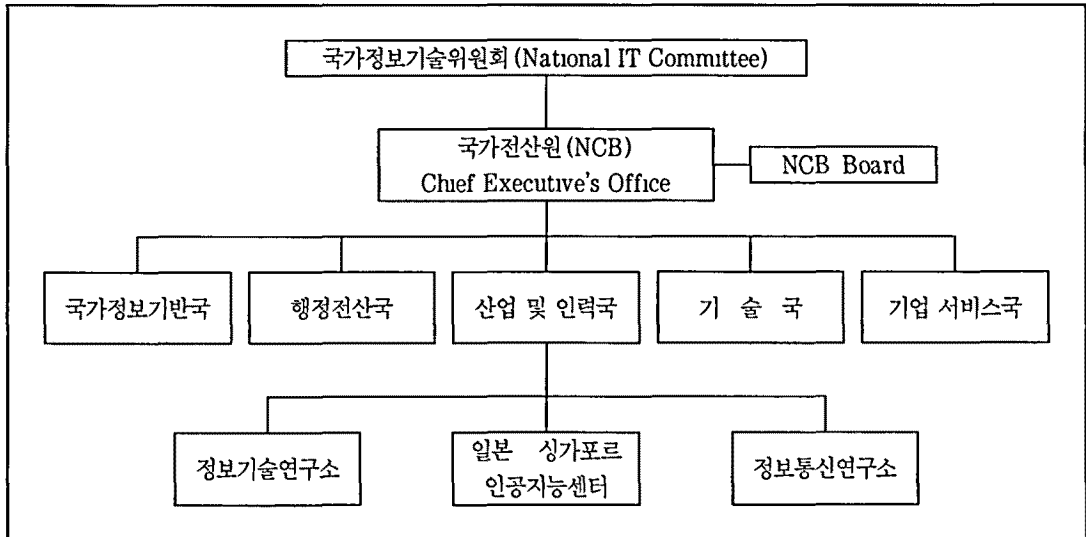 국가정보기술위원회 (National IT Committee)
국가전산원 (NCB)
Chief Executive's Office
NCB Board
국가정보기반국
행정전산국
산업 및 인력국
기 술 국
기업 서비스국
정보기술연구소
일본 싱가포르
인공지능센터
정보통신연구소